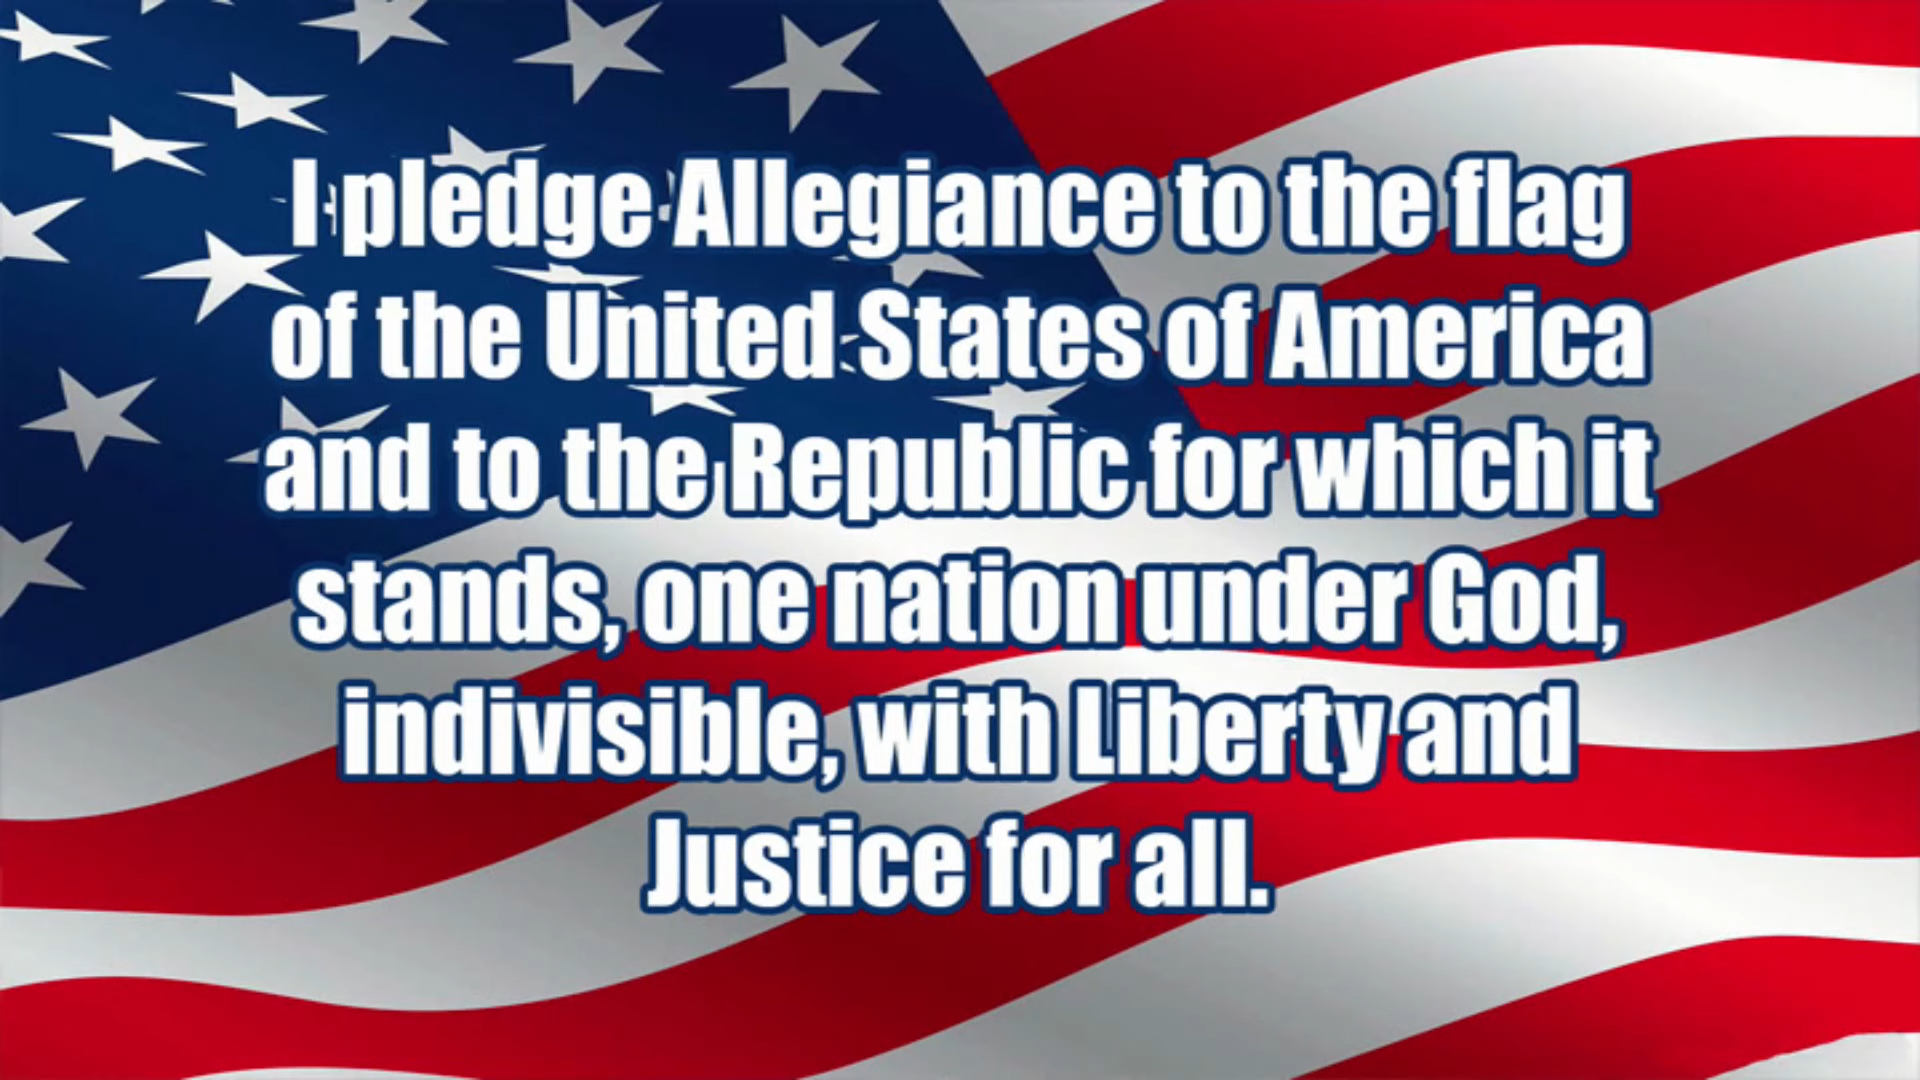 I pledge Allegiance to the flag
of the United States of America
and to the Republic for which it
stands, one nation under God,
indivisible, with Liberty and
Justice for all.